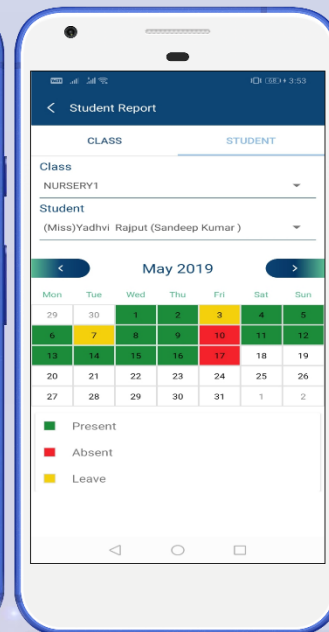 3:53
Student Report
CLASS STUDENT
Class
NURSERY1
Student
(Miss)Yadhvi Rajput (Sandeep Kumar )
< May 2019 >
Mon Tue Wed Thu Fri Sat Sun
29 30 1 2 3 4 5
6 7 8 9 10 11 12
13 14 15 16 17 18 19
20 21 22 23 24 25 26
27 28 29 30 31 1 2
Present
Absent
Leave